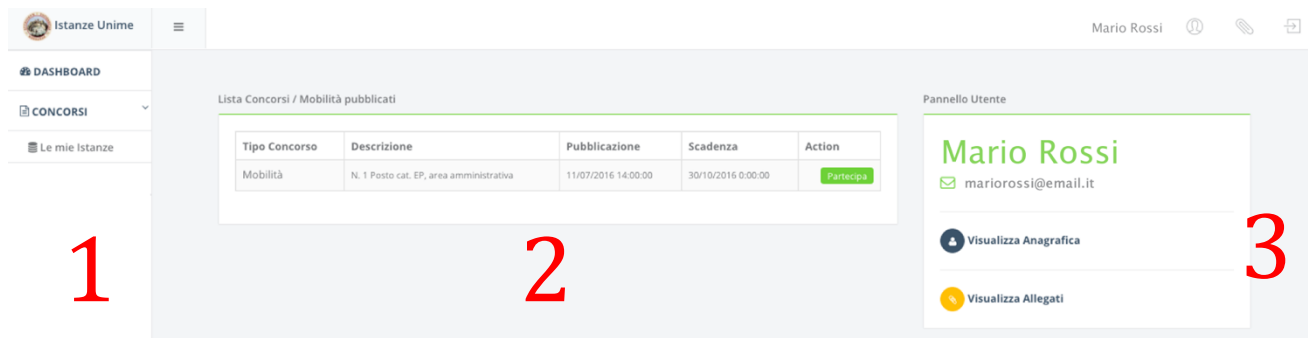 Istanze Unime
Mario Rossi
DASHBOARD
CONCORSI
Le mie Istanze
1
Lista Concorsi / Mobilità pubblicati
Tipo Concorso Descrizione Pubblicazione Scadenza Action
Mobilità N. 1 Posto cat. EP, area amministrativa 11/07/2016 14:00:00 30/10/2016 0:00:00 Partecipa
2
Pannello Utente
Mario Rossi
mariorossi@email.it
Visualizza Anagrafica
Visualizza Allegati
3